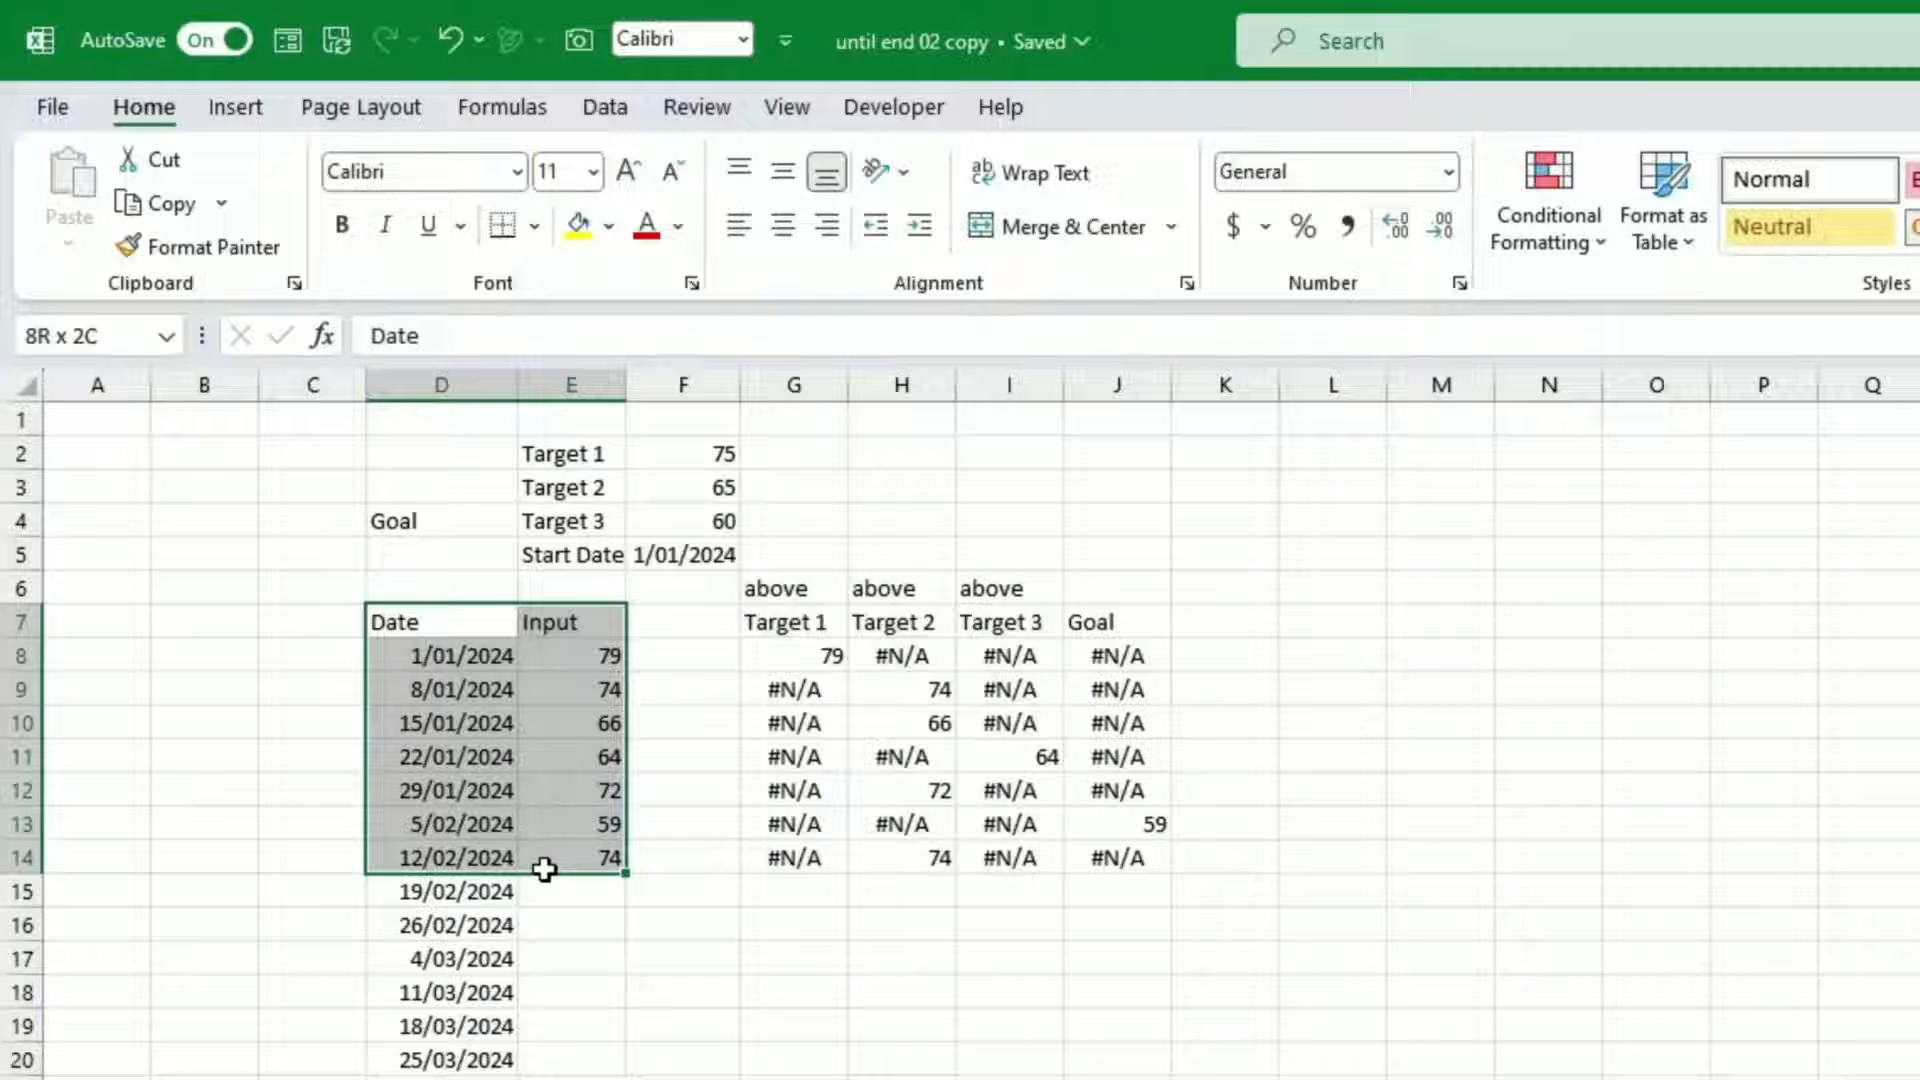 AutoSave On Calibri until end 02 copy • Saved Search
File Home Insert Page Layout Formulas Data Review View Developer Help
Paste Cut Copy Format Painter
Clipboard
Calibri 11
B I U A
Font
Wrap Text
Merge & Center
Alignment
General
$ % 9 .00 .00
Number
Conditional Formatting
Format as Table
Normal
Neutral
Styles
8R x 2C fx Date
A B C D E F G H I J K L M N O P Q
1
2 Target 1 75
3 Target 2 65
4 Goal Target 3 60
5 Start Date 1/01/2024
6 above above above
7 Date Input Target 1 Target 2 Target 3 Goal
8 1/01/2024 79 79 #N/A #N/A #N/A
9 8/01/2024 74 #N/A 74 #N/A #N/A
10 15/01/2024 66 #N/A 66 #N/A #N/A
11 22/01/2024 64 #N/A #N/A 64 #N/A
12 29/01/2024 72 #N/A 72 #N/A #N/A
13 5/02/2024 59 #N/A #N/A #N/A 59
14 12/02/2024 74 #N/A 74 #N/A #N/A
15 19/02/2024
16 26/02/2024
17 4/03/2024
18 11/03/2024
19 18/03/2024
20 25/03/2024